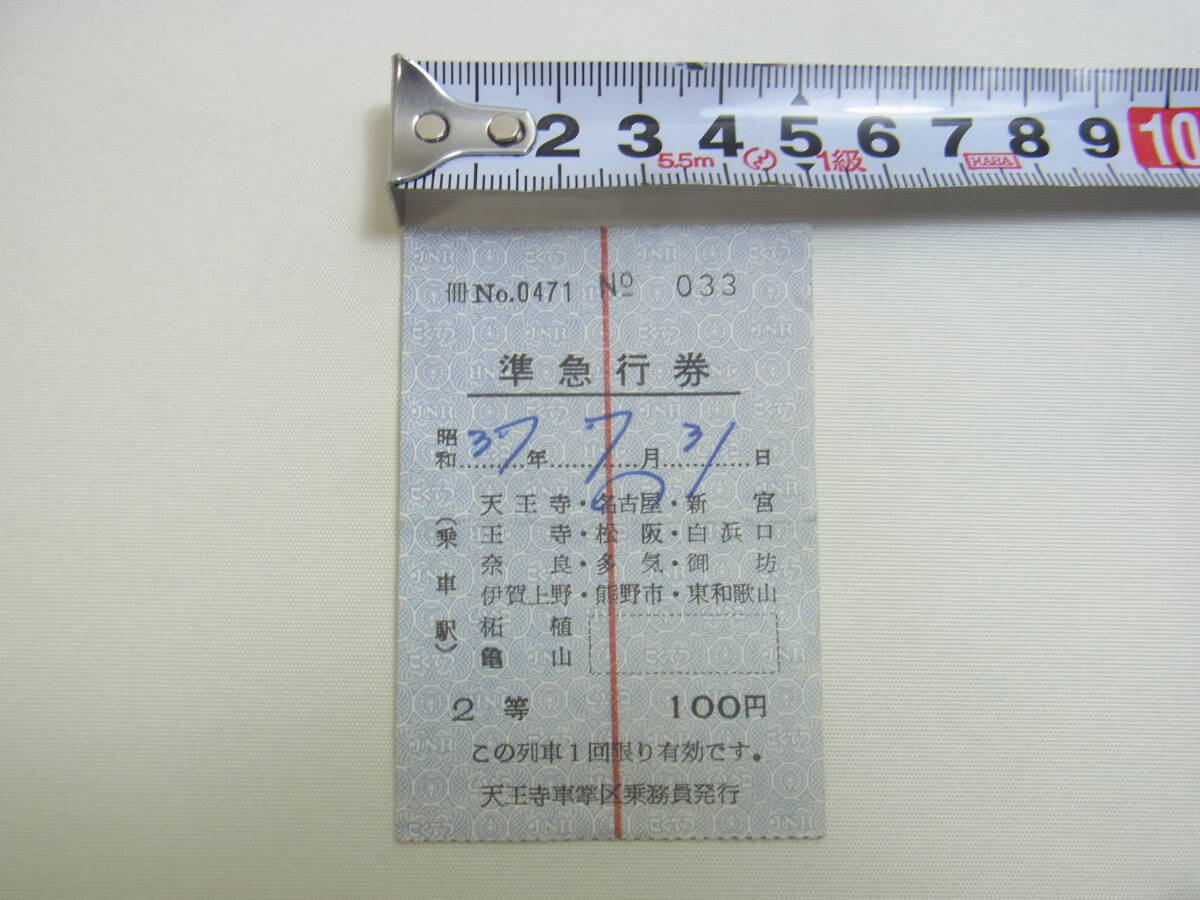 2 3 4 5 6 7 8 9 10
5.5m 1級 HARA
冊No.0471 No 033
準急行券
昭和37年7月31日
(乗車駅)
天王寺・名古屋・新宮
王寺・松阪・白浜口
奈良・多気・御坊
伊賀上野・熊野市・東和歌山
柘植
亀山
2等 100円
この列車1回限り有効です。
天王寺車掌区乗務員発行